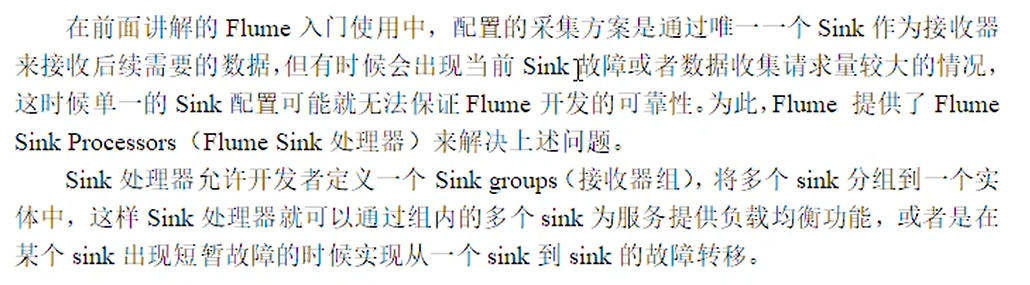 在前面讲解的 Flume 入门使用中，配置的采集方案是通过唯一一个 Sink 作为接收器
来接收后续需要的数据，但有时候会出现当前 Sink 故障或者数据收集请求量较大的情况，
这时候单一的 Sink 配置可能就无法保证 Flume 开发的可靠性。为此，Flume 提供了 Flume
Sink Processors（Flume Sink 处理器）来解决上述问题。
Sink 处理器允许开发者定义一个 Sink groups（接收器组），将多个 sink 分组到一个实
体中，这样 Sink 处理器就可以通过组内的多个 sink 为服务提供负载均衡功能，或者是在
某个 sink 出现短暂故障的时候实现从一个 sink 到 sink 的故障转移。